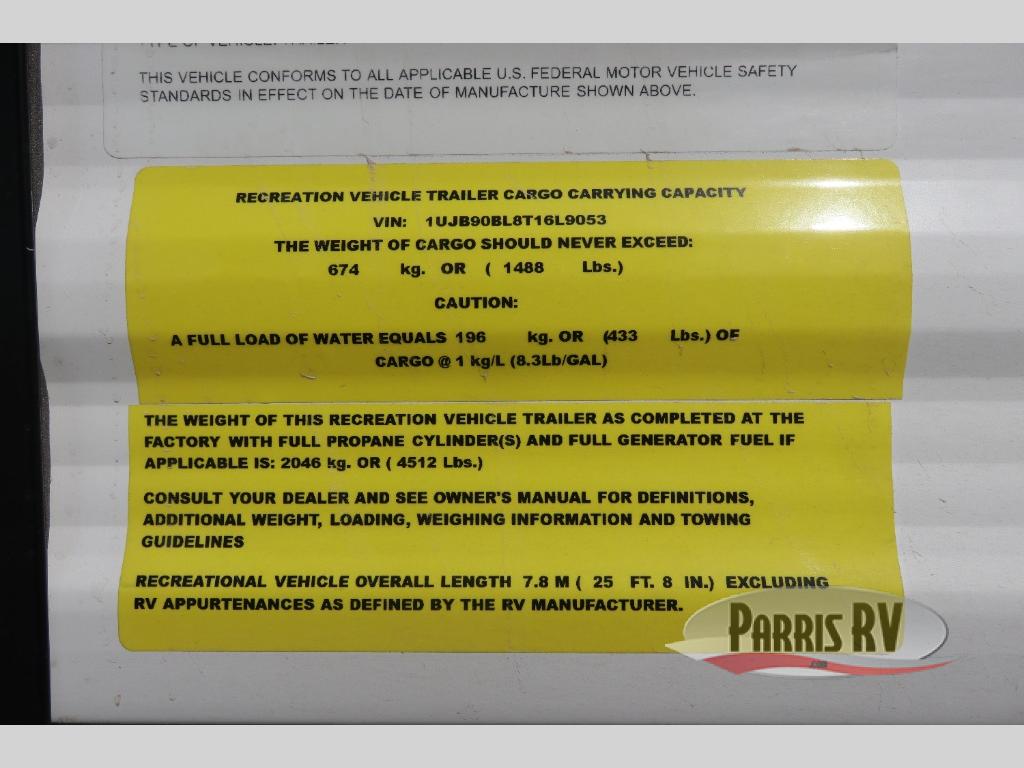 TYPE OF VEHICLE: TRAILER
THIS VEHICLE CONFORMS TO ALL APPLICABLE U.S. FEDERAL MOTOR VEHICLE SAFETY
STANDARDS IN EFFECT ON THE DATE OF MANUFACTURE SHOWN ABOVE.
RECREATION VEHICLE TRAILER CARGO CARRYING CAPACITY
VIN: 1UJB90BL8T16L9053
THE WEIGHT OF CARGO SHOULD NEVER EXCEED:
674 kg. OR ( 1488 Lbs.)
CAUTION:
A FULL LOAD OF WATER EQUALS 196 kg. OR (433 Lbs.) OF
CARGO @ 1 kg/L (8.3Lb/GAL)
THE WEIGHT OF THIS RECREATION VEHICLE TRAILER AS COMPLETED AT THE
FACTORY WITH FULL PROPANE CYLINDER(S) AND FULL GENERATOR FUEL IF
APPLICABLE IS: 2046 kg. OR ( 4512 Lbs.)
CONSULT YOUR DEALER AND SEE OWNER'S MANUAL FOR DEFINITIONS,
ADDITIONAL WEIGHT, LOADING, WEIGHING INFORMATION AND TOWING
GUIDELINES
RECREATIONAL VEHICLE OVERALL LENGTH 7.8 M ( 25 FT. 8 IN.) EXCLUDING
RV APPURTENANCES AS DEFINED BY THE RV MANUFACTURER.
PARRIS RV
.com